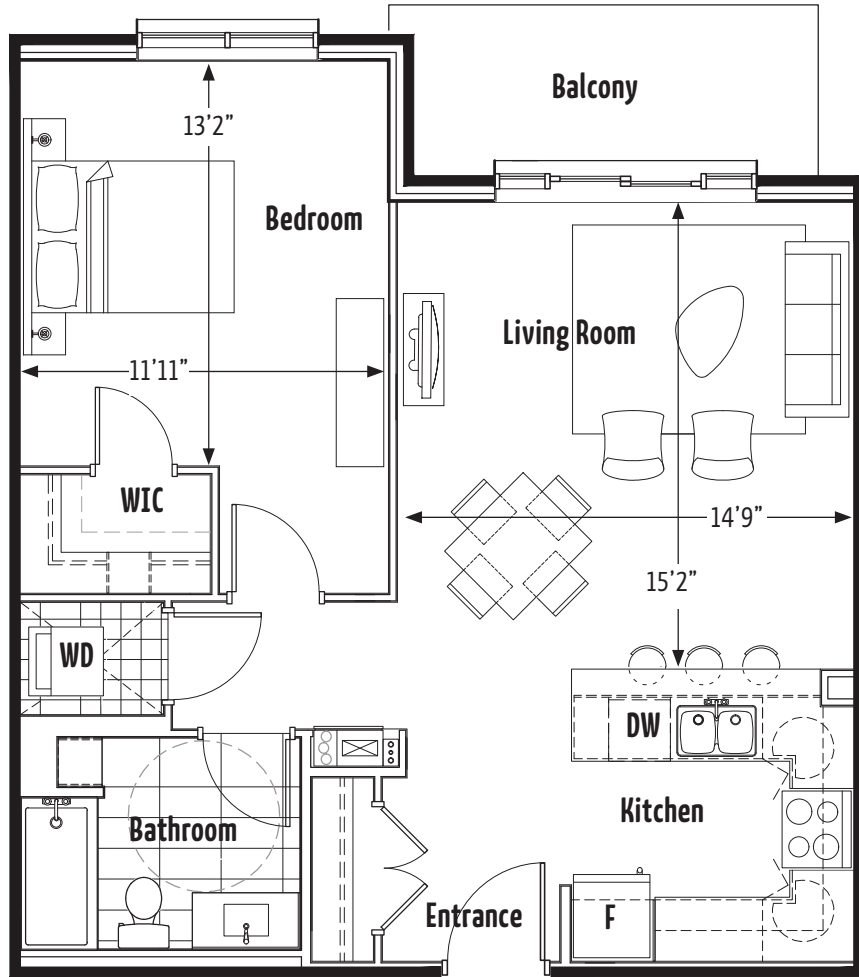 Balcony
13’2”
Bedroom
Living Room
11’11”
WIC
14’9”
15’2”
WD
DW
Kitchen
Bathroom
Entrance
F